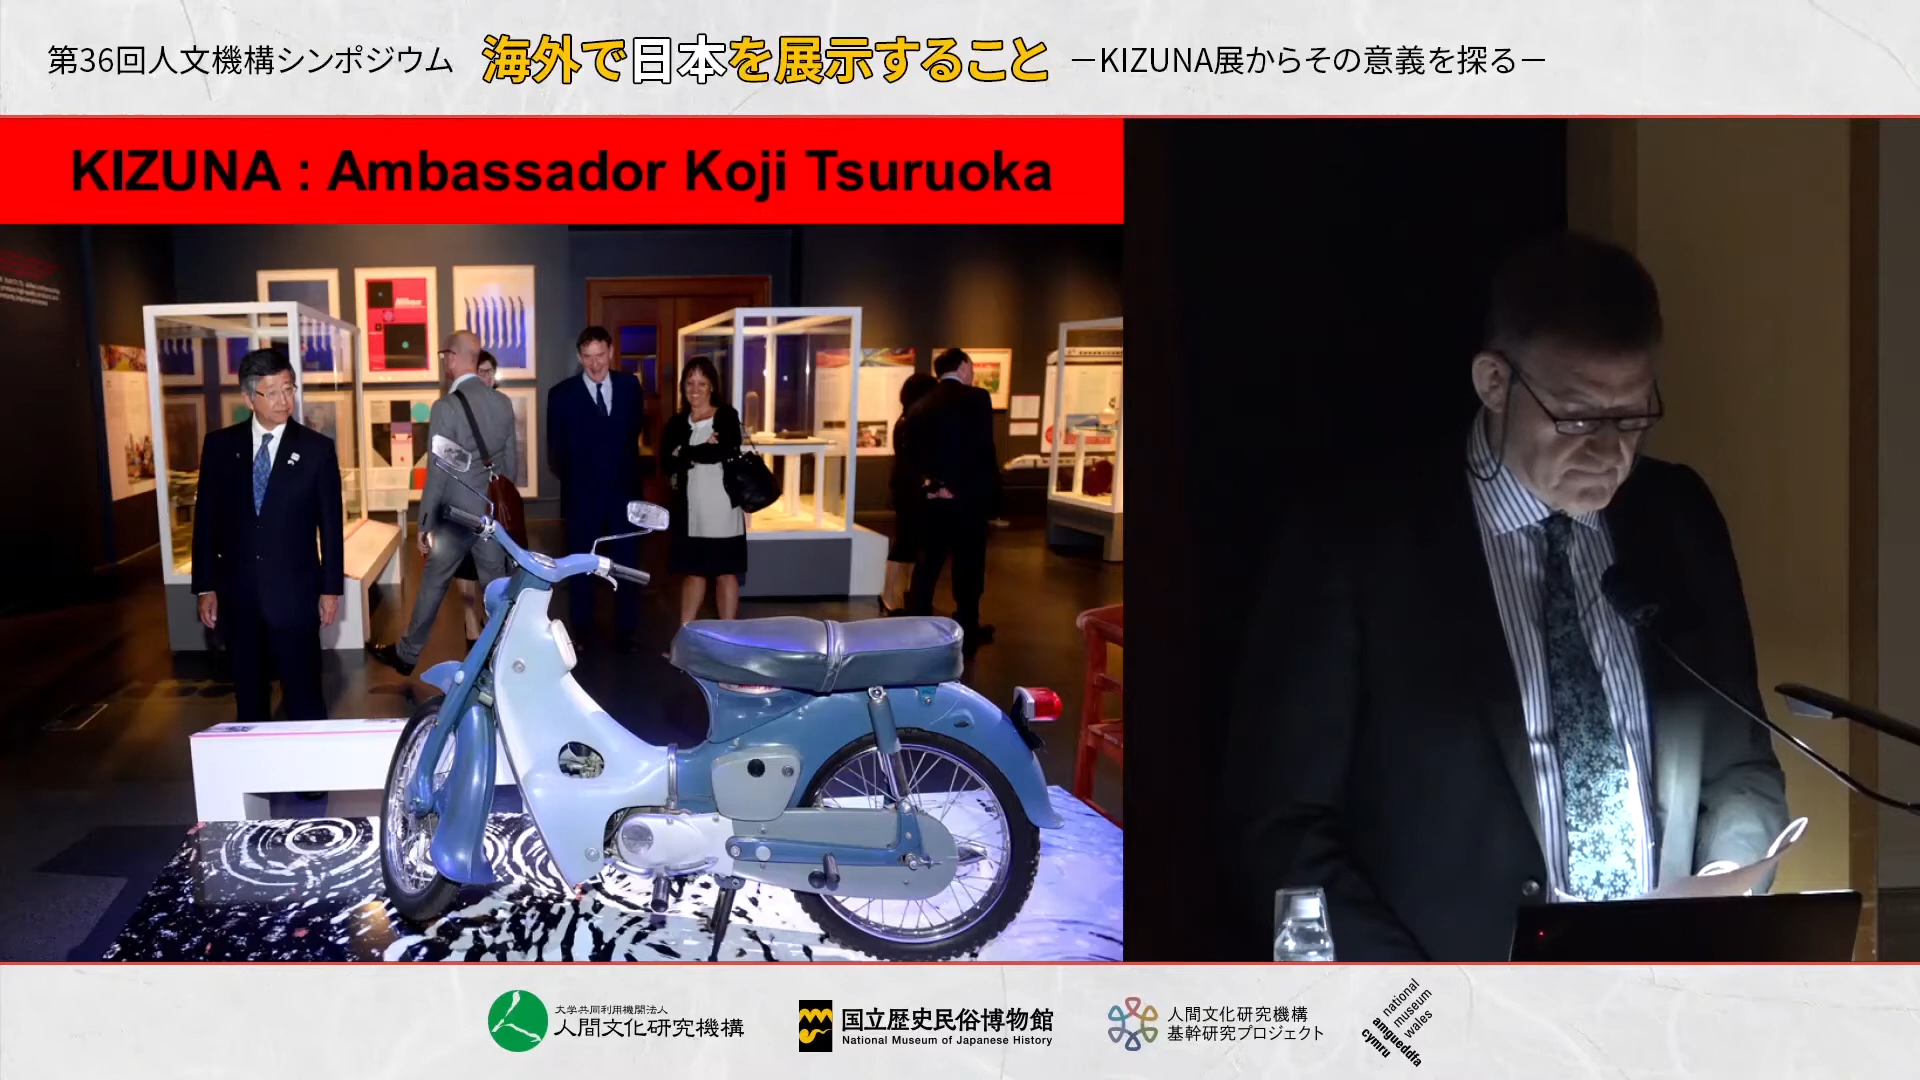 第36回人文機構シンポジウム 海外で日本を展示すること －KIZUNA展からその意義を探る－
KIZUNA : Ambassador Koji Tsuruoka
大学共同利用機関法人
人間文化研究機構
国立歴史民俗博物館
National Museum of Japanese History
人間文化研究機構
基幹研究プロジェクト
national
museum
wales
amgueddfa
cymru